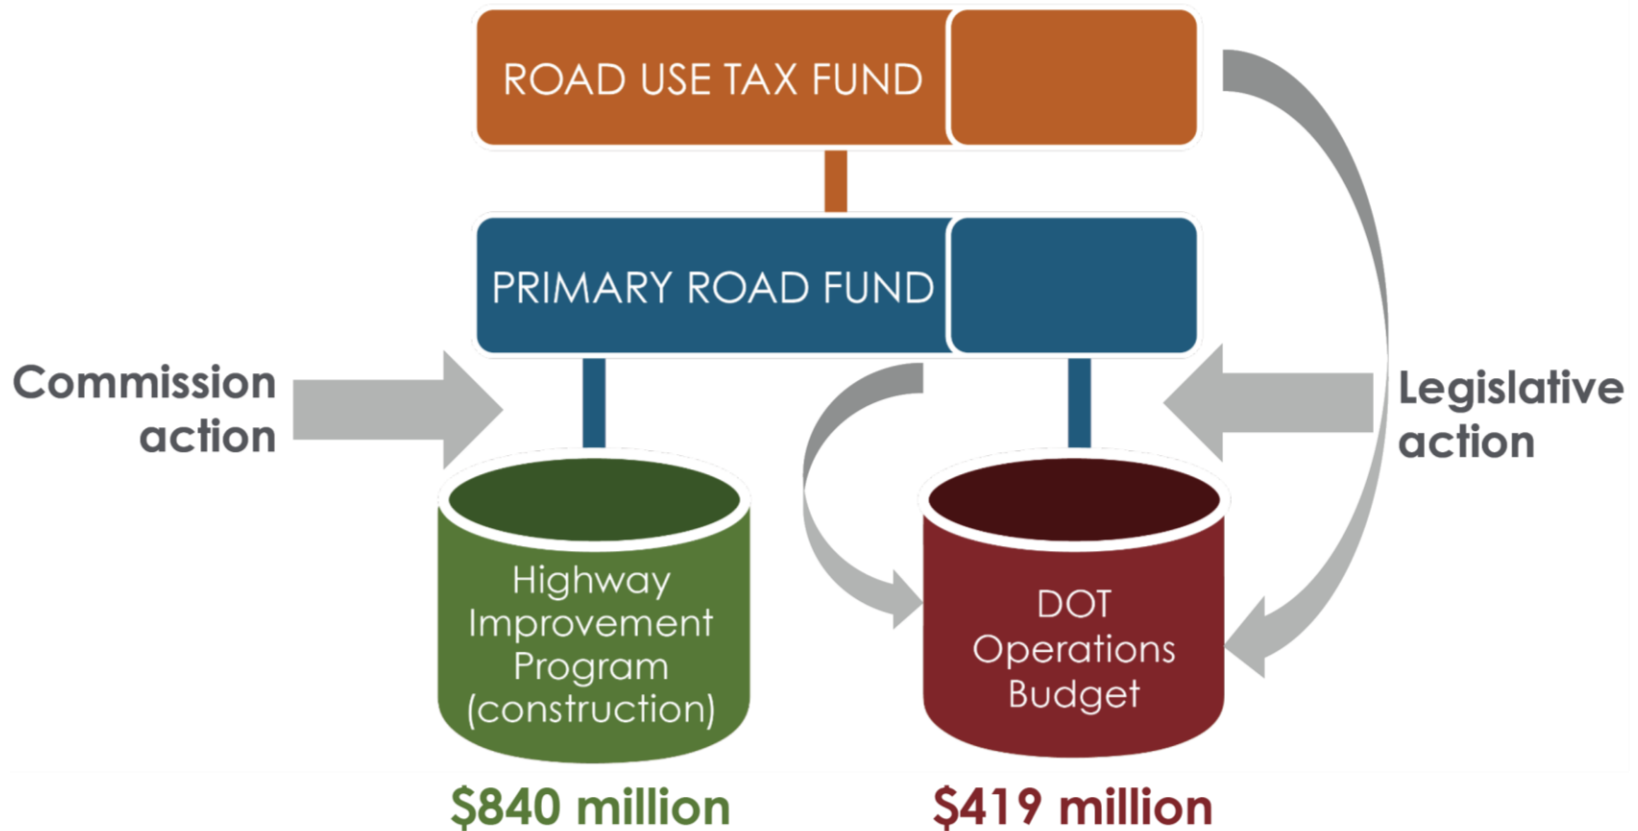 ROAD USE TAX FUND
PRIMARY ROAD FUND
Commission
action
Legislative
action
Highway
Improvement
Program
(construction)
DOT
Operations
Budget
$840 million
$419 million